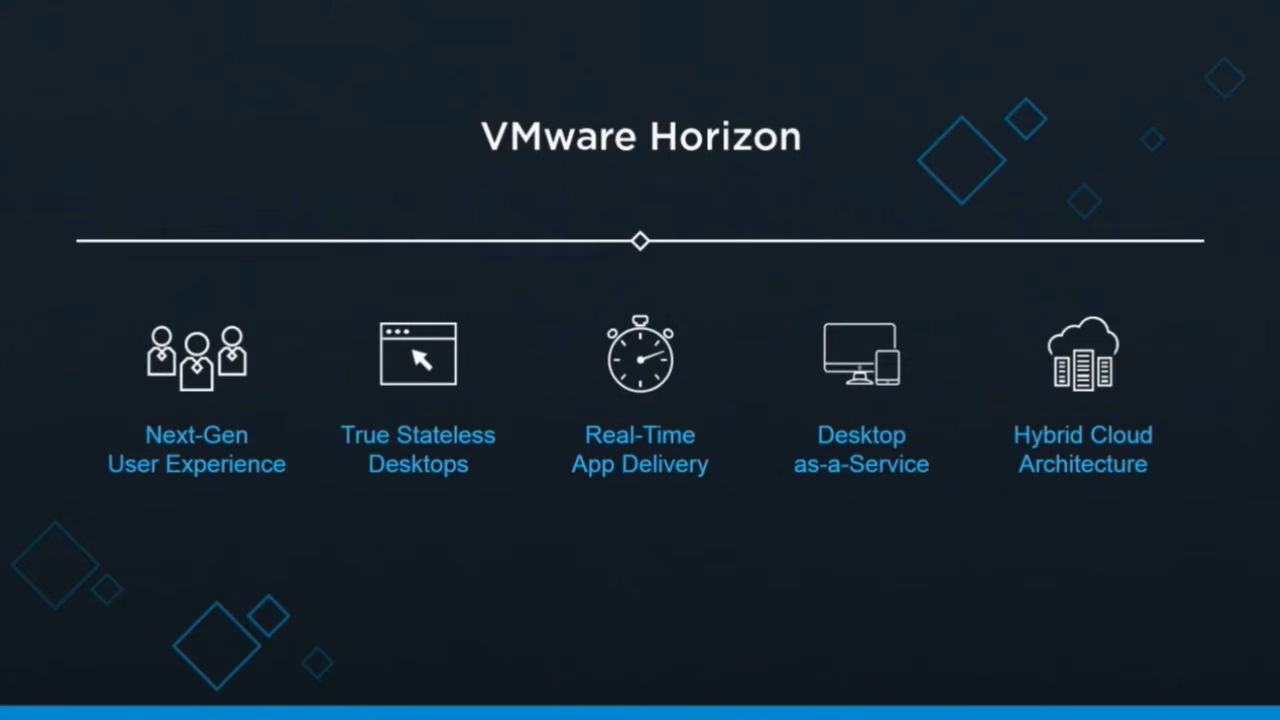 VMware Horizon
Next-Gen
User Experience
True Stateless
Desktops
Real-Time
App Delivery
Desktop
as-a-Service
Hybrid Cloud
Architecture